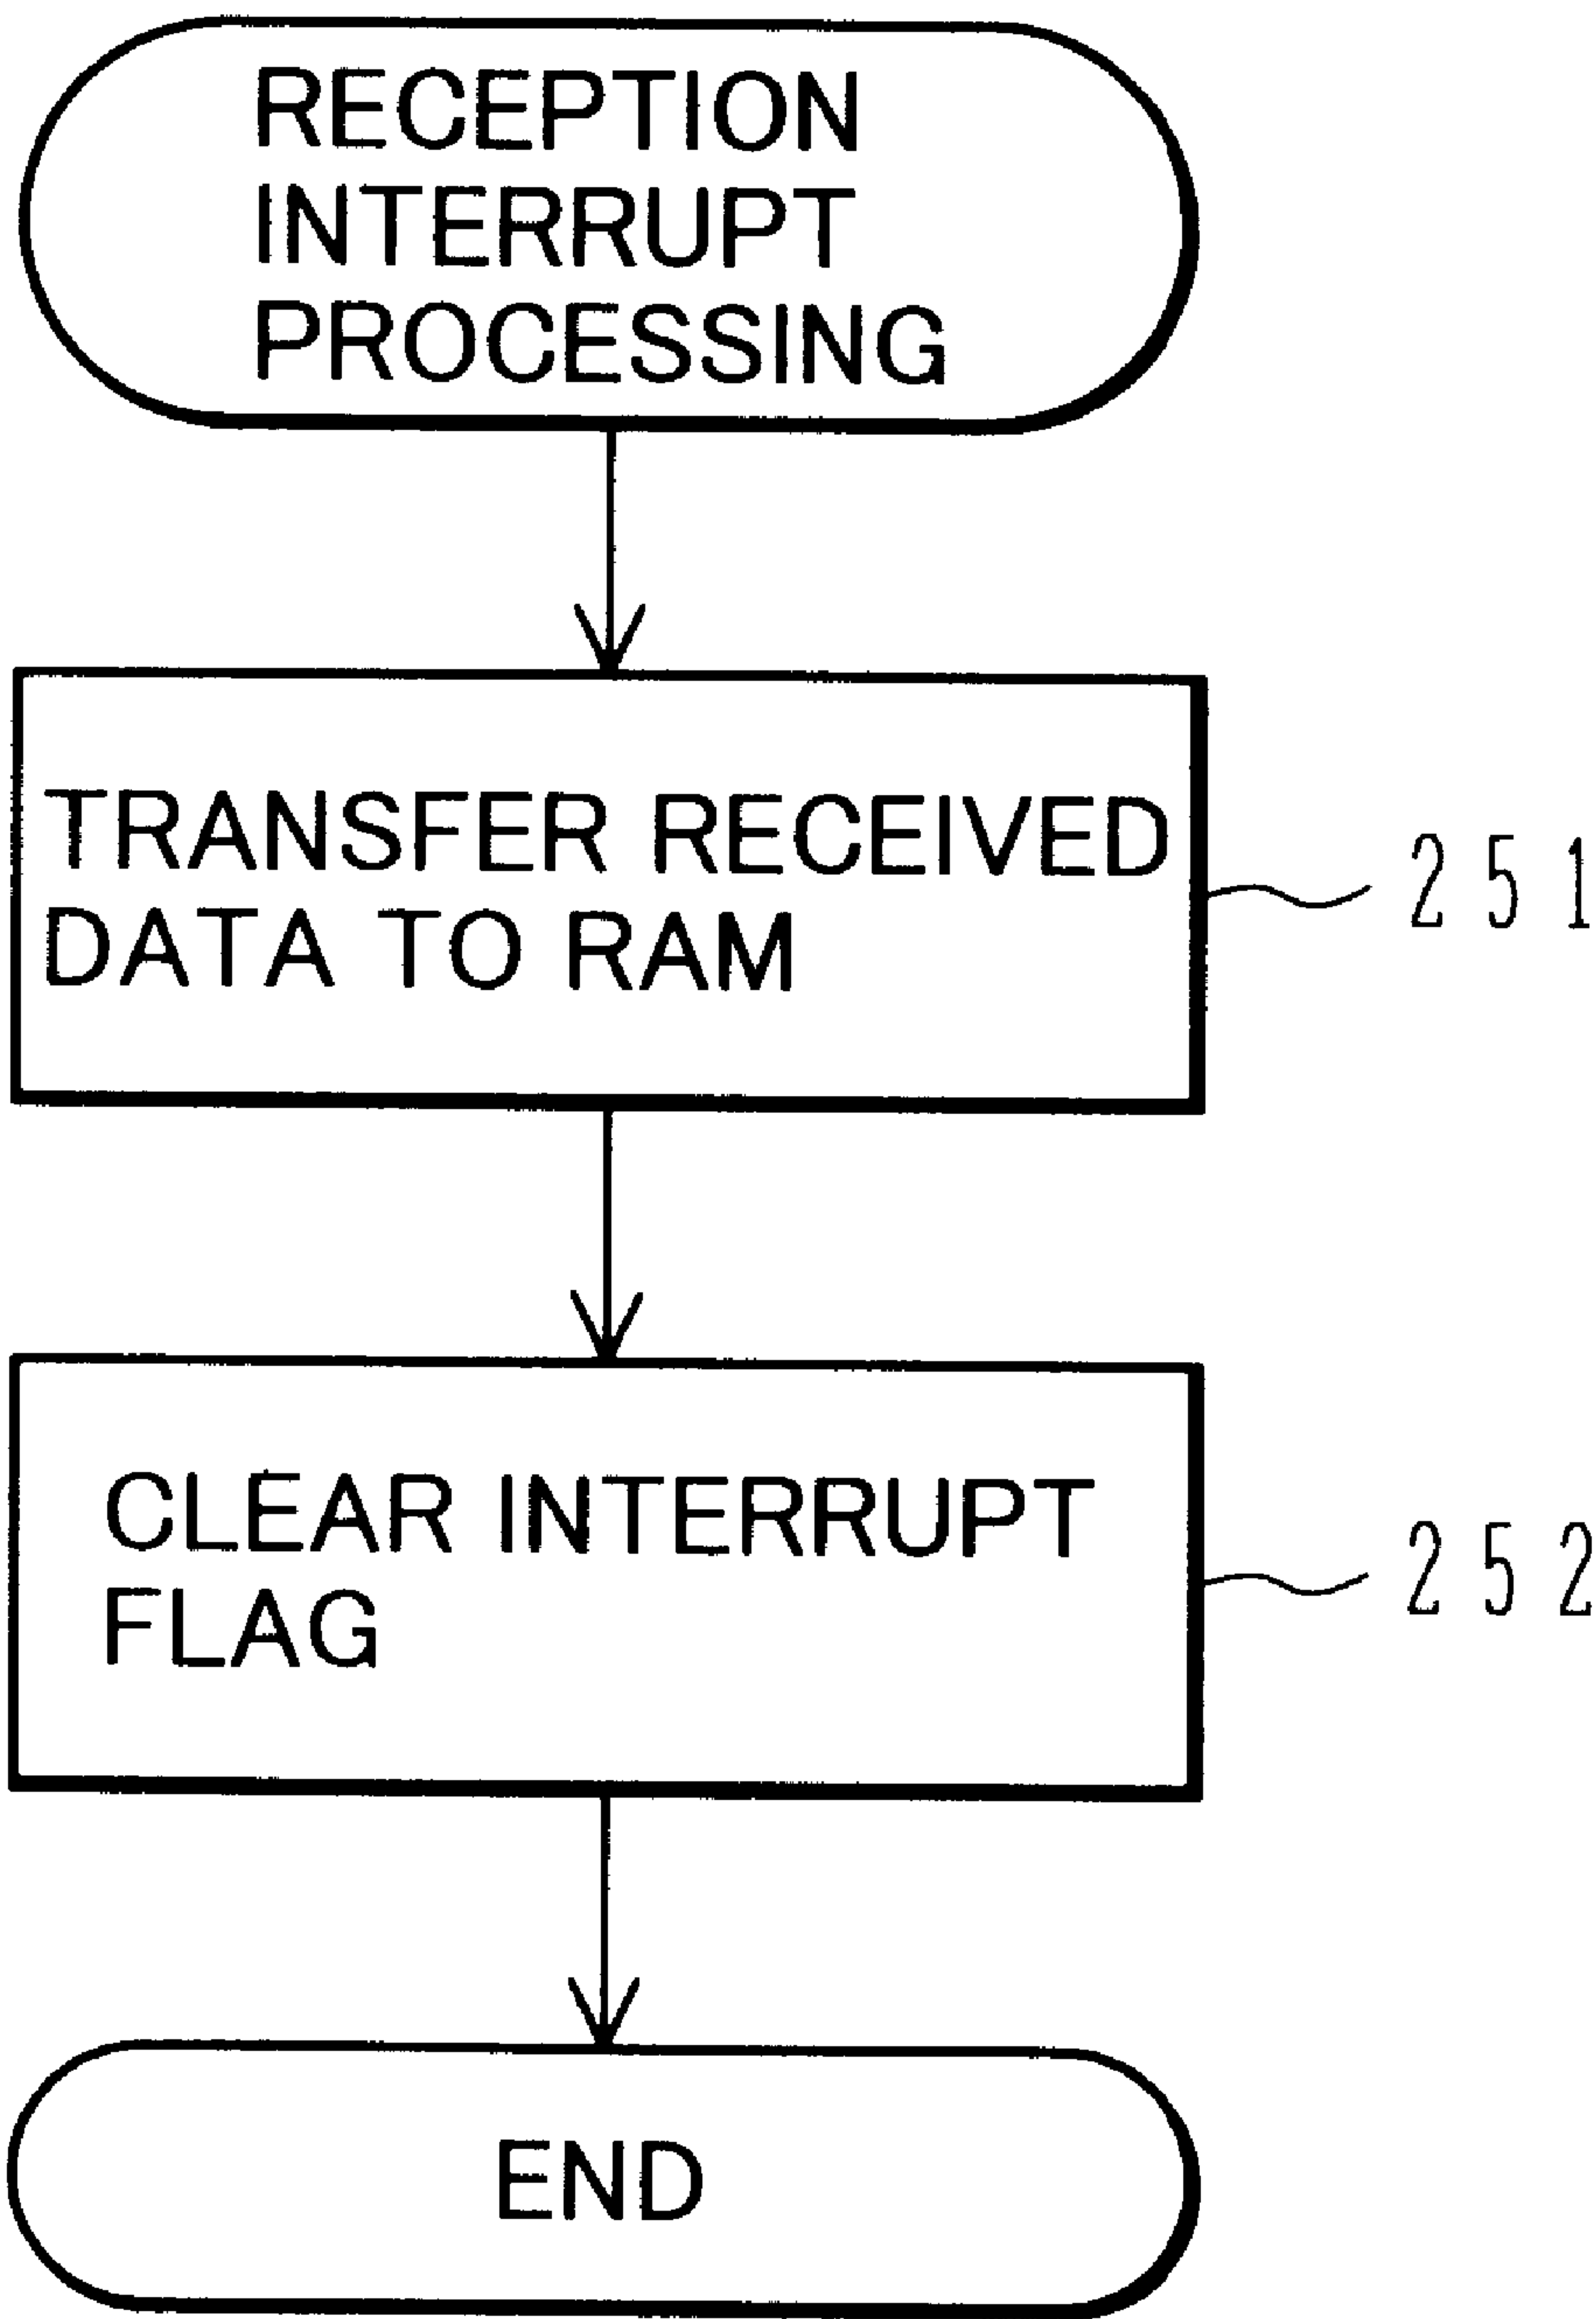 RECEPTION
INTERRUPT
PROCESSING
TRANSFER RECEIVED
DATA TO RAM
251
CLEAR INTERRUPT
FLAG
252
END